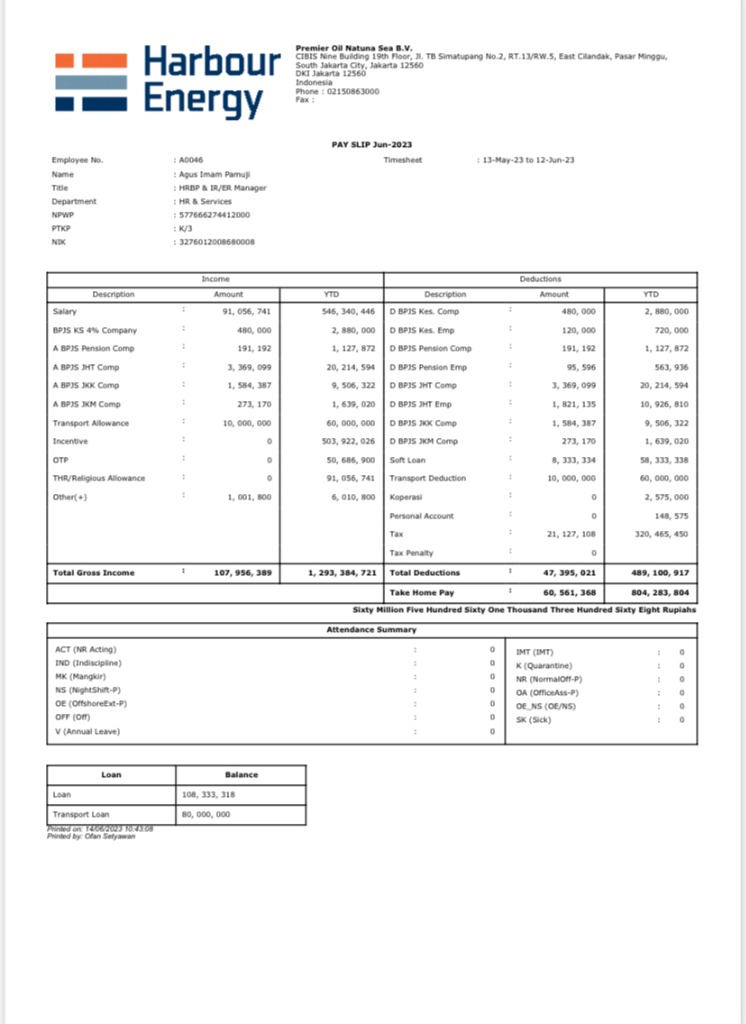 Harbour
Energy
Premier Oil Natuna Sea B.V.
CIBIS Nine Building 19th Floor, Jl. TB Simatupang No.2, RT.13/RW.5, East Cilandak, Pasar Minggu,
South Jakarta City, Jakarta 12560
DKI Jakarta 12560
Indonesia
Phone : 02150863000
Fax :
PAY SLIP Jun-2023
Employee No. : A0046 Timesheet : 13-May-23 to 12-Jun-23
Name : Agus Imam Pamuji
Title : HRBP & IR/ER Manager
Department : HR & Services
NPWP : 577666274412000
PTKP : K/3
NIK : 3276012008680008
Income Deductions
Description Amount YTD Description Amount YTD
Salary : 91, 056, 741 546, 340, 446 D BPJS Kes. Comp : 480, 000 2, 880, 000
BPJS KS 4% Company : 480, 000 2, 880, 000 D BPJS Kes. Emp : 120, 000 720, 000
A BPJS Pension Comp : 191, 192 1, 127, 872 D BPJS Pension Comp : 191, 192 1, 127, 872
A BPJS JHT Comp : 3, 369, 099 20, 214, 594 D BPJS Pension Emp : 95, 596 563, 936
A BPJS JKK Comp : 1, 584, 387 9, 506, 322 D BPJS JHT Comp : 3, 369, 099 20, 214, 594
A BPJS JKM Comp : 273, 170 1, 639, 020 D BPJS JHT Emp : 1, 821, 135 10, 926, 810
Transport Allowance : 10, 000, 000 60, 000, 000 D BPJS JKK Comp : 1, 584, 387 9, 506, 322
Incentive : 0 503, 922, 026 D BPJS JKM Comp : 273, 170 1, 639, 020
OTP : 0 50, 686, 900 Soft Loan : 8, 333, 334 58, 333, 338
THR/Religious Allowance : 0 91, 056, 741 Transport Deduction : 10, 000, 000 60, 000, 000
Other(+) : 1, 001, 800 6, 010, 800 Koperasi : 0 2, 575, 000
Personal Account : 0 148, 575
Tax : 21, 127, 108 320, 465, 450
Tax Penalty : 0
Total Gross Income : 107, 956, 389 1, 293, 384, 721 Total Deductions : 47, 395, 021 489, 100, 917
Take Home Pay : 60, 561, 368 804, 283, 804
Sixty Million Five Hundred Sixty One Thousand Three Hundred Sixty Eight Rupiahs
Attendance Summary
ACT (NR Acting) : 0 IMT (IMT) : 0
IND (Indiscipline) : 0 K (Quarantine) : 0
MK (Mangkir) : 0 NR (NormalOff-P) : 0
NS (NightShift-P) : 0 OA (OfficeAss-P) : 0
OE (OffshoreExt-P) : 0 OE_NS (OE/NS) : 0
OFF (Off) : 0 SK (Sick) : 0
V (Annual Leave) : 0
Loan Balance
Loan 108, 333, 318
Transport Loan 80, 000, 000
Printed on: 14/06/2023 10:43:08
Printed by: Ofan Setyawan